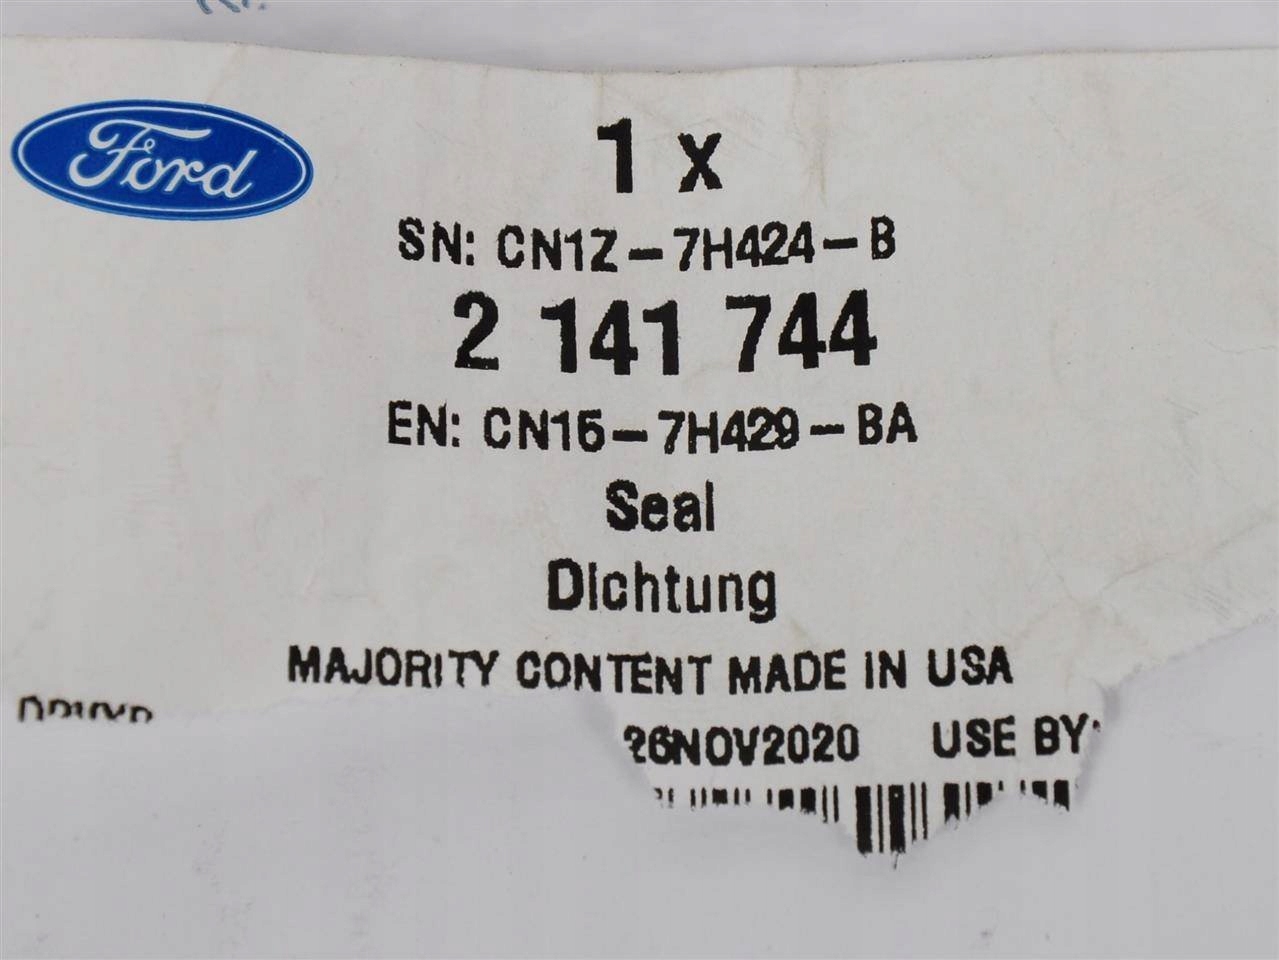 Ford
1 x
SN: CN1Z-7H424-B
2 141 744
EN: CN15-7H429-BA
Seal
Dichtung
MAJORITY CONTENT MADE IN USA
26NOV2020 USE BY: